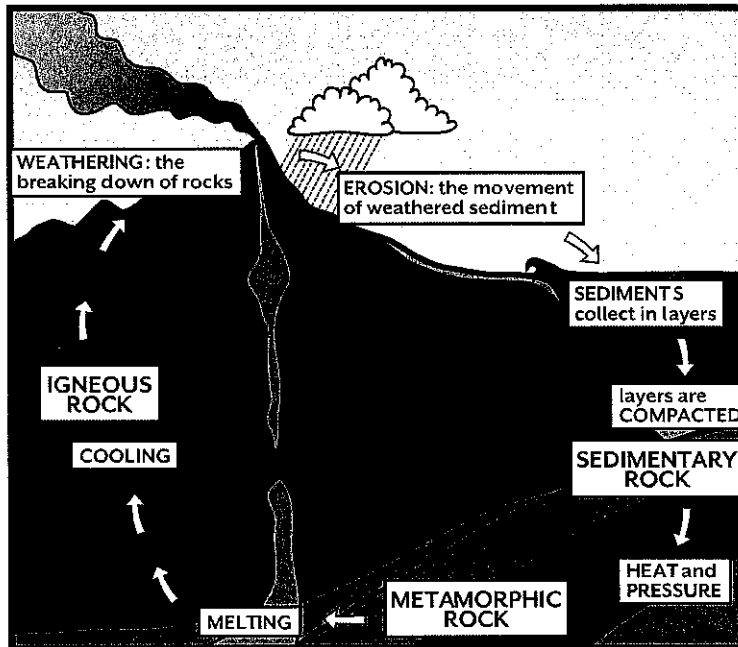 WEATHERING: the
breaking down of rocks
EROSION: the movement
of weathered sediment
SEDIMENTS
collect in layers
layers are
COMPACTED
IGNEOUS
ROCK
COOLING
SEDIMENTARY
ROCK
HEAT and
PRESSURE
METAMORPHIC
ROCK
MELTING